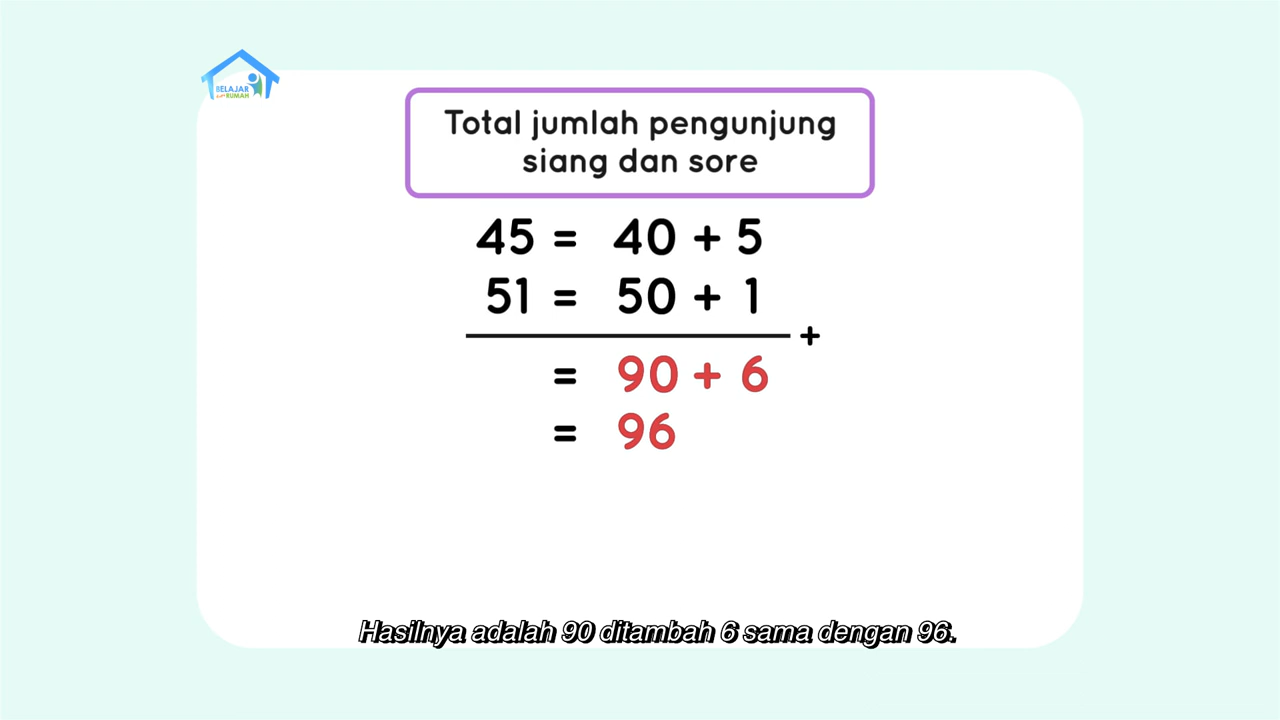 BELAJAR
dari RUMAH
Total jumlah pengunjung
siang dan sore
45 = 40 + 5
51 = 50 + 1
+
= 90 + 6
= 96
Hasilnya adalah 90 ditambah 6 sama dengan 96.